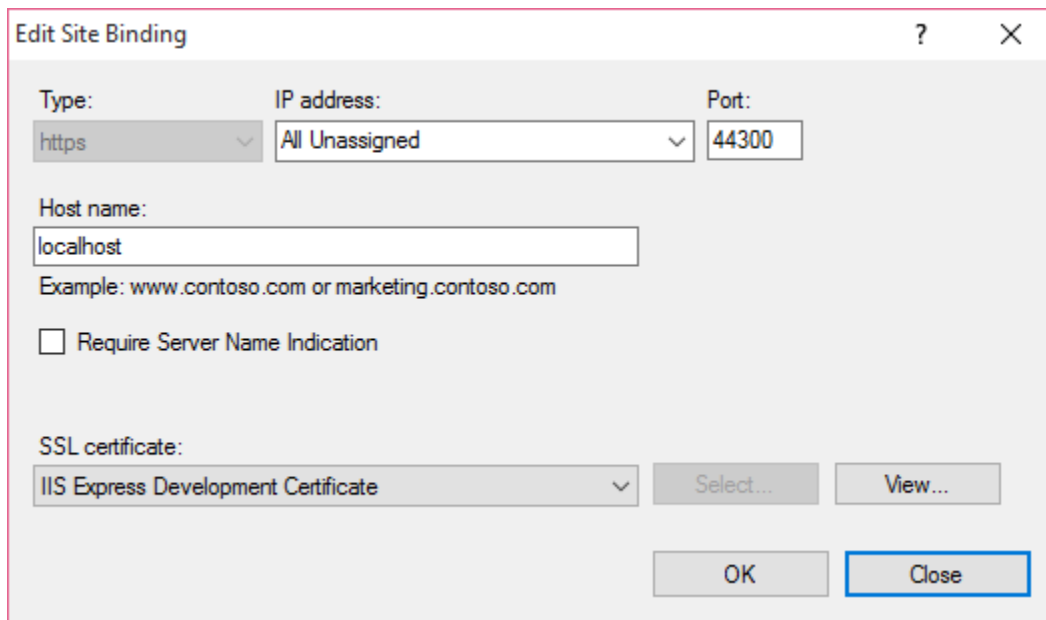 Edit Site Binding ?
Type: IP address: Port:
https All Unassigned 44300
Host name:
localhost
Example: www.contoso.com or marketing.contoso.com
Require Server Name Indication
SSL certificate:
IIS Express Development Certificate Select... View...
OK Close